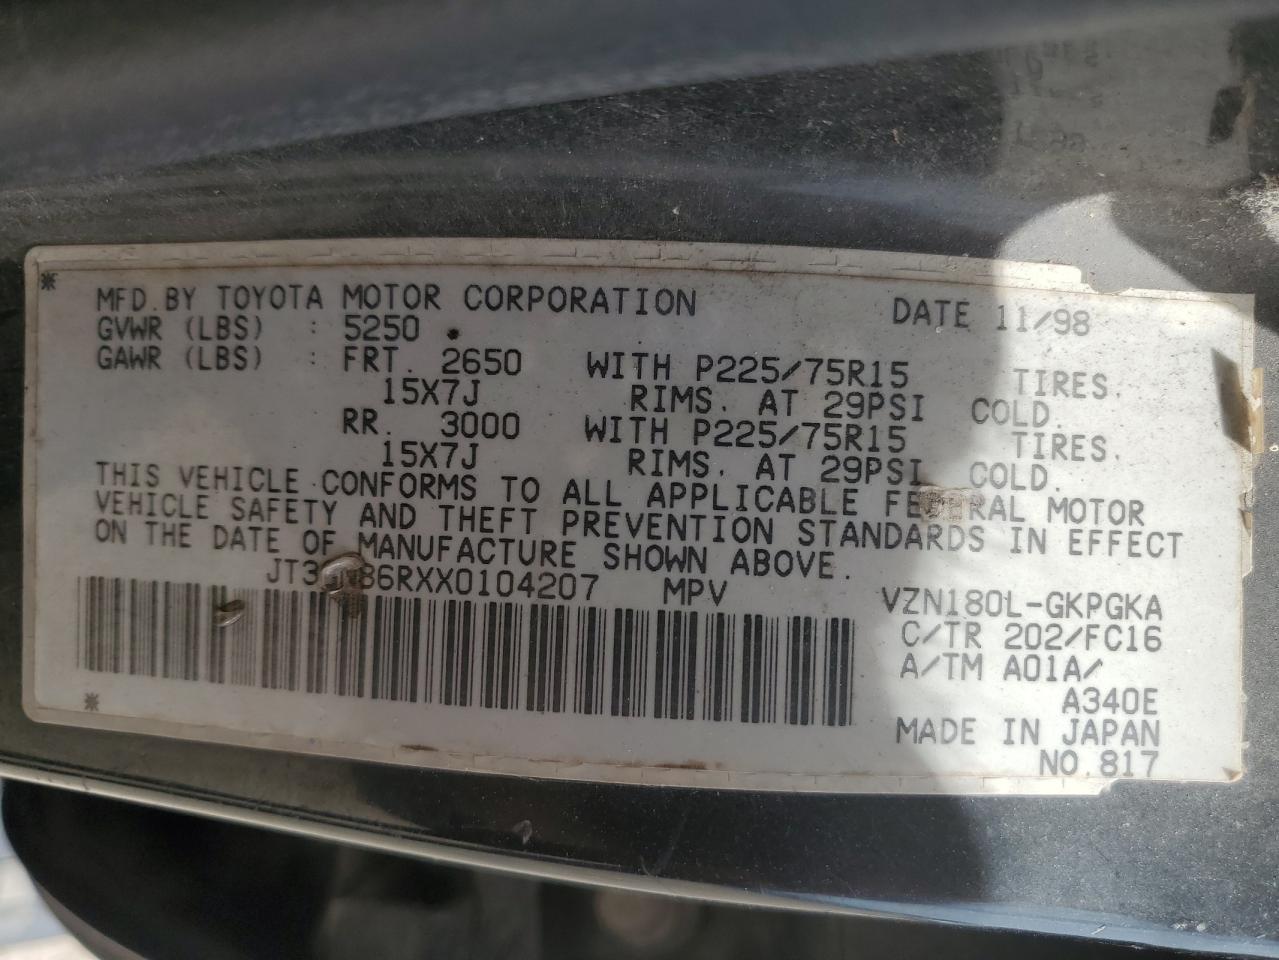 MFD.BY TOYOTA MOTOR CORPORATION DATE 11/98
GVWR (LBS) : 5250
GAWR (LBS) : FRT. 2650 WITH P225/75R15 TIRES.
15X7J RIMS. AT 29PSI COLD.
RR. 3000 WITH P225/75R15 TIRES.
15X7J RIMS. AT 29PSI COLD.
THIS VEHICLE CONFORMS TO ALL APPLICABLE FEDERAL MOTOR
VEHICLE SAFETY AND THEFT PREVENTION STANDARDS IN EFFECT
ON THE DATE OF MANUFACTURE SHOWN ABOVE.
MPV VZN180L-GKPGKA
C/TR 202/FC16
A/TM A01A/
A340E
MADE IN JAPAN
NO.817